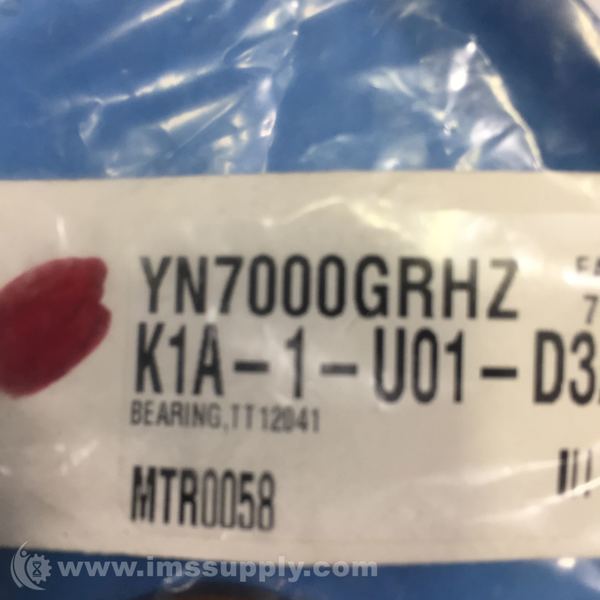 YN7000GRHZ
K1A-1-U01-D3
BEARING,TT12041
MTR0058
www.imssupply.com